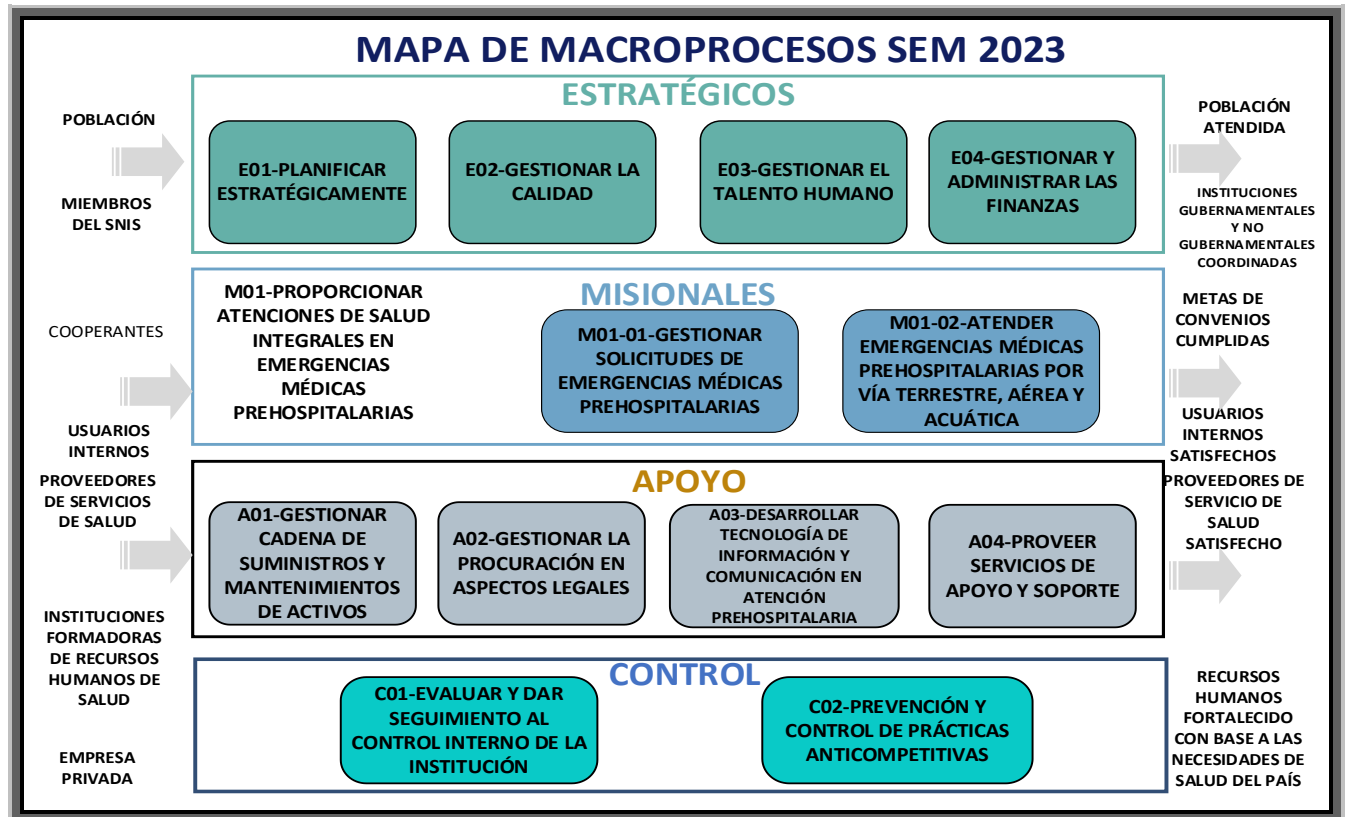 MAPA DE MACROPROCESOS SEM 2023
POBLACIÓN
MIEMBROS
DEL SNIS
COOPERANTES
USUARIOS
INTERNOS
PROVEEDORES
DE SERVICIOS
DE SALUD
INSTITUCIONES
FORMADORAS
DE RECURSOS
HUMANOS DE
SALUD
EMPRESA
PRIVADA
ESTRATÉGICOS
E01-PLANIFICAR
ESTRATÉGICAMENTE
E02-GESTIONAR LA
CALIDAD
E03-GESTIONAR EL
TALENTO HUMANO
E04-GESTIONAR Y
ADMINISTRAR LAS
FINANZAS
MISIONALES
M01-PROPORCIONAR
ATENCIONES DE SALUD
INTEGRALES EN
EMERGENCIAS
MÉDICAS
PREHOSPITALARIAS
M01-01-GESTIONAR
SOLICITUDES DE
EMERGENCIAS MÉDICAS
PREHOSPITALARIAS
M01-02-ATENDER
EMERGENCIAS MÉDICAS
PREHOSPITALARIAS POR
VÍA TERRESTRE, AÉREA Y
ACUÁTICA
APOYO
A01-GESTIONAR
CADENA DE
SUMINISTROS Y
MANTENIMIENTOS
DE ACTIVOS
A02-GESTIONAR LA
PROCURACIÓN EN
ASPECTOS LEGALES
A03-DESARROLLAR
TECNOLOGÍA DE
INFORMACIÓN Y
COMUNICACIÓN EN
ATENCIÓN
PREHOSPITALARIA
A04-PROVEER
SERVICIOS DE
APOYO Y SOPORTE
CONTROL
C01-EVALUAR Y DAR
SEGUIMIENTO AL
CONTROL INTERNO DE LA
INSTITUCIÓN
C02-PREVENCIÓN Y
CONTROL DE PRÁCTICAS
ANTICOMPETITIVAS
POBLACIÓN
ATENDIDA
INSTITUCIONES
GUBERNAMENTALES
Y NO
GUBERNAMENTALES
COORDINADAS
METAS DE
CONVENIOS
CUMPLIDAS
USUARIOS
INTERNOS
SATISFECHOS
PROVEEDORES DE
SERVICIO DE
SALUD
SATISFECHO
RECURSOS
HUMANOS
FORTALECIDO
CON BASE A LAS
NECESIDADES DE
SALUD DEL PAÍS